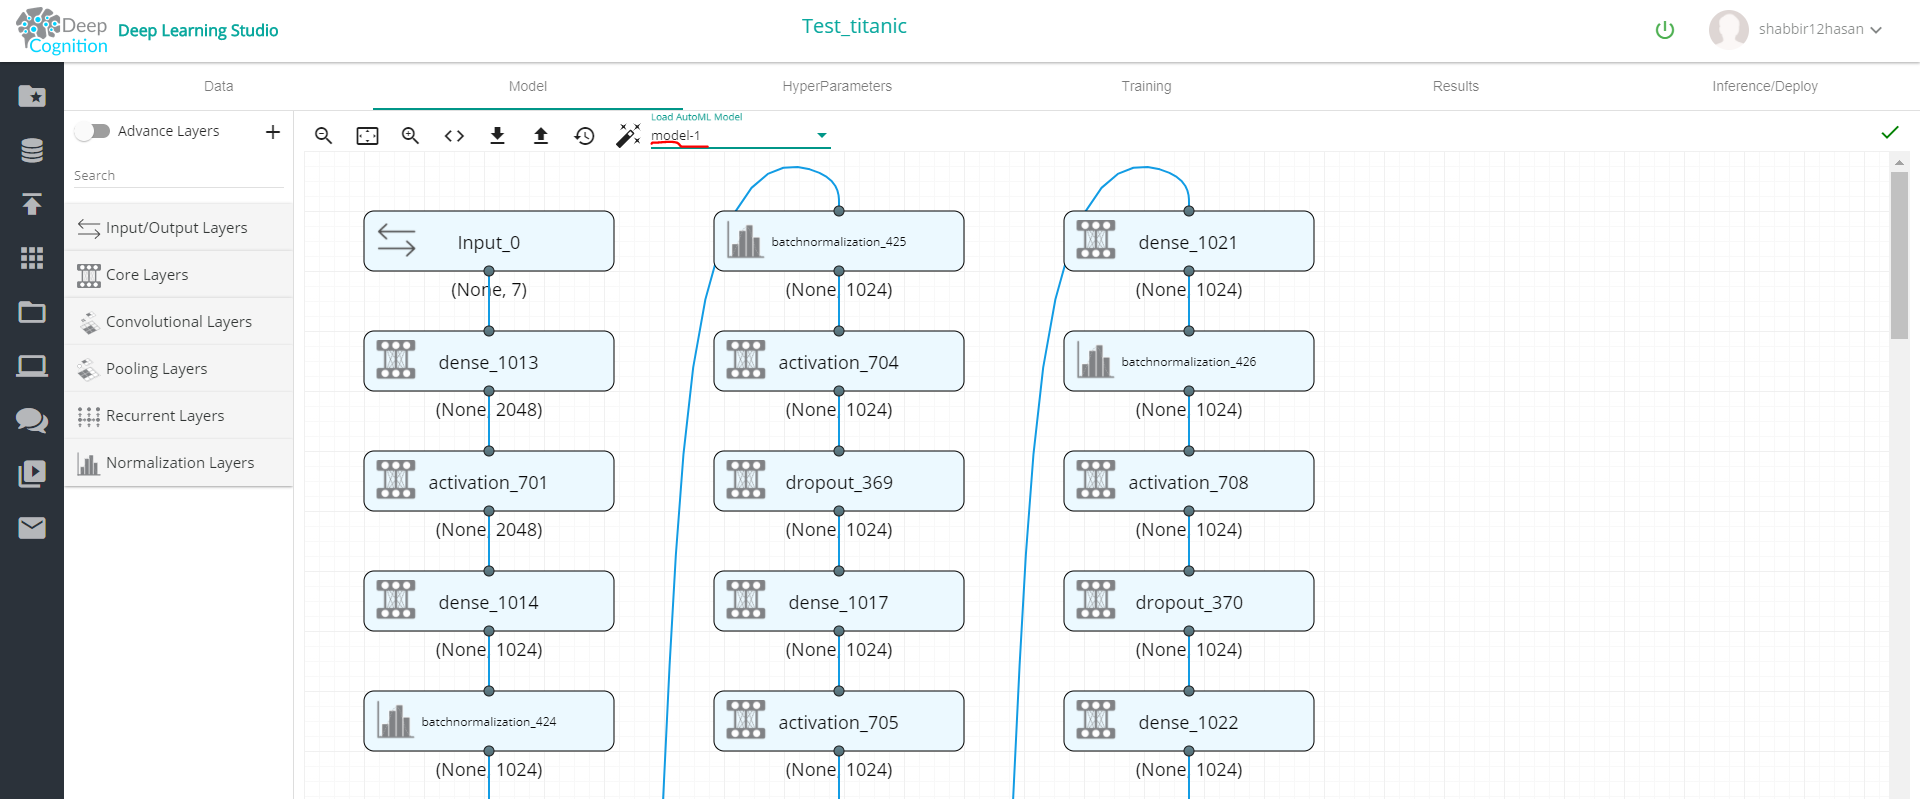 Deep
Cognition
Deep Learning Studio
Test_titanic
shabbir12hasan
Data
Model
HyperParameters
Training
Results
Inference/Deploy
Advance Layers
Load AutoML Model
model-1
Search
Input/Output Layers
Core Layers
Convolutional Layers
Pooling Layers
Recurrent Layers
Normalization Layers
Input_0
(None, 7)
dense_1013
(None, 2048)
activation_701
(None, 2048)
dense_1014
(None, 1024)
batchnormalization_424
(None, 1024)
batchnormalization_425
(None, 1024)
activation_704
(None, 1024)
dropout_369
(None, 1024)
dense_1017
(None, 1024)
activation_705
(None, 1024)
dense_1021
(None, 1024)
batchnormalization_426
(None, 1024)
activation_708
(None, 1024)
dropout_370
(None, 1024)
dense_1022
(None, 1024)